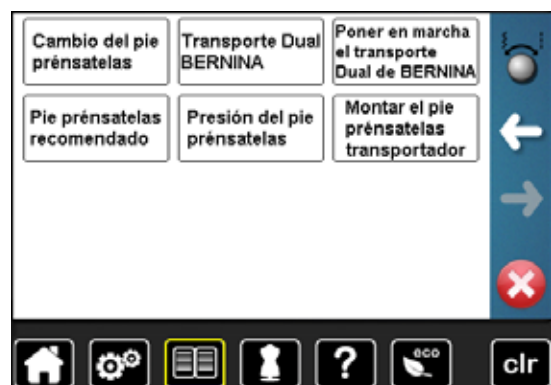 Cambio del pie
prénsatelas
Transporte Dual
BERNINA
Poner en marcha
el transporte
Dual de BERNINA
Pie prénsatelas
recomendado
Presión del pie
prénsatelas
Montar el pie
prénsatelas
transportador
?
eco
clr